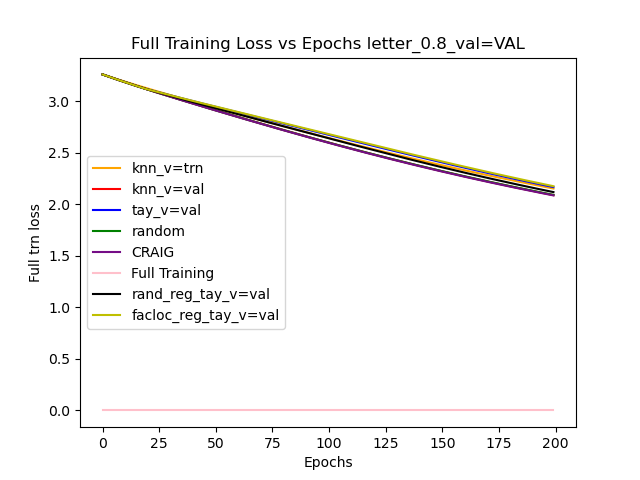 Full Training Loss vs Epochs letter_0.8_val=VAL
Full trn loss
3.0
2.5
2.0
1.5
1.0
0.5
0.0
knn_v=trn
knn_v=val
tay_v=val
random
CRAIG
Full Training
rand_reg_tay_v=val
facloc_reg_tay_v=val
0 25 50 75 100 125 150 175 200
Epochs